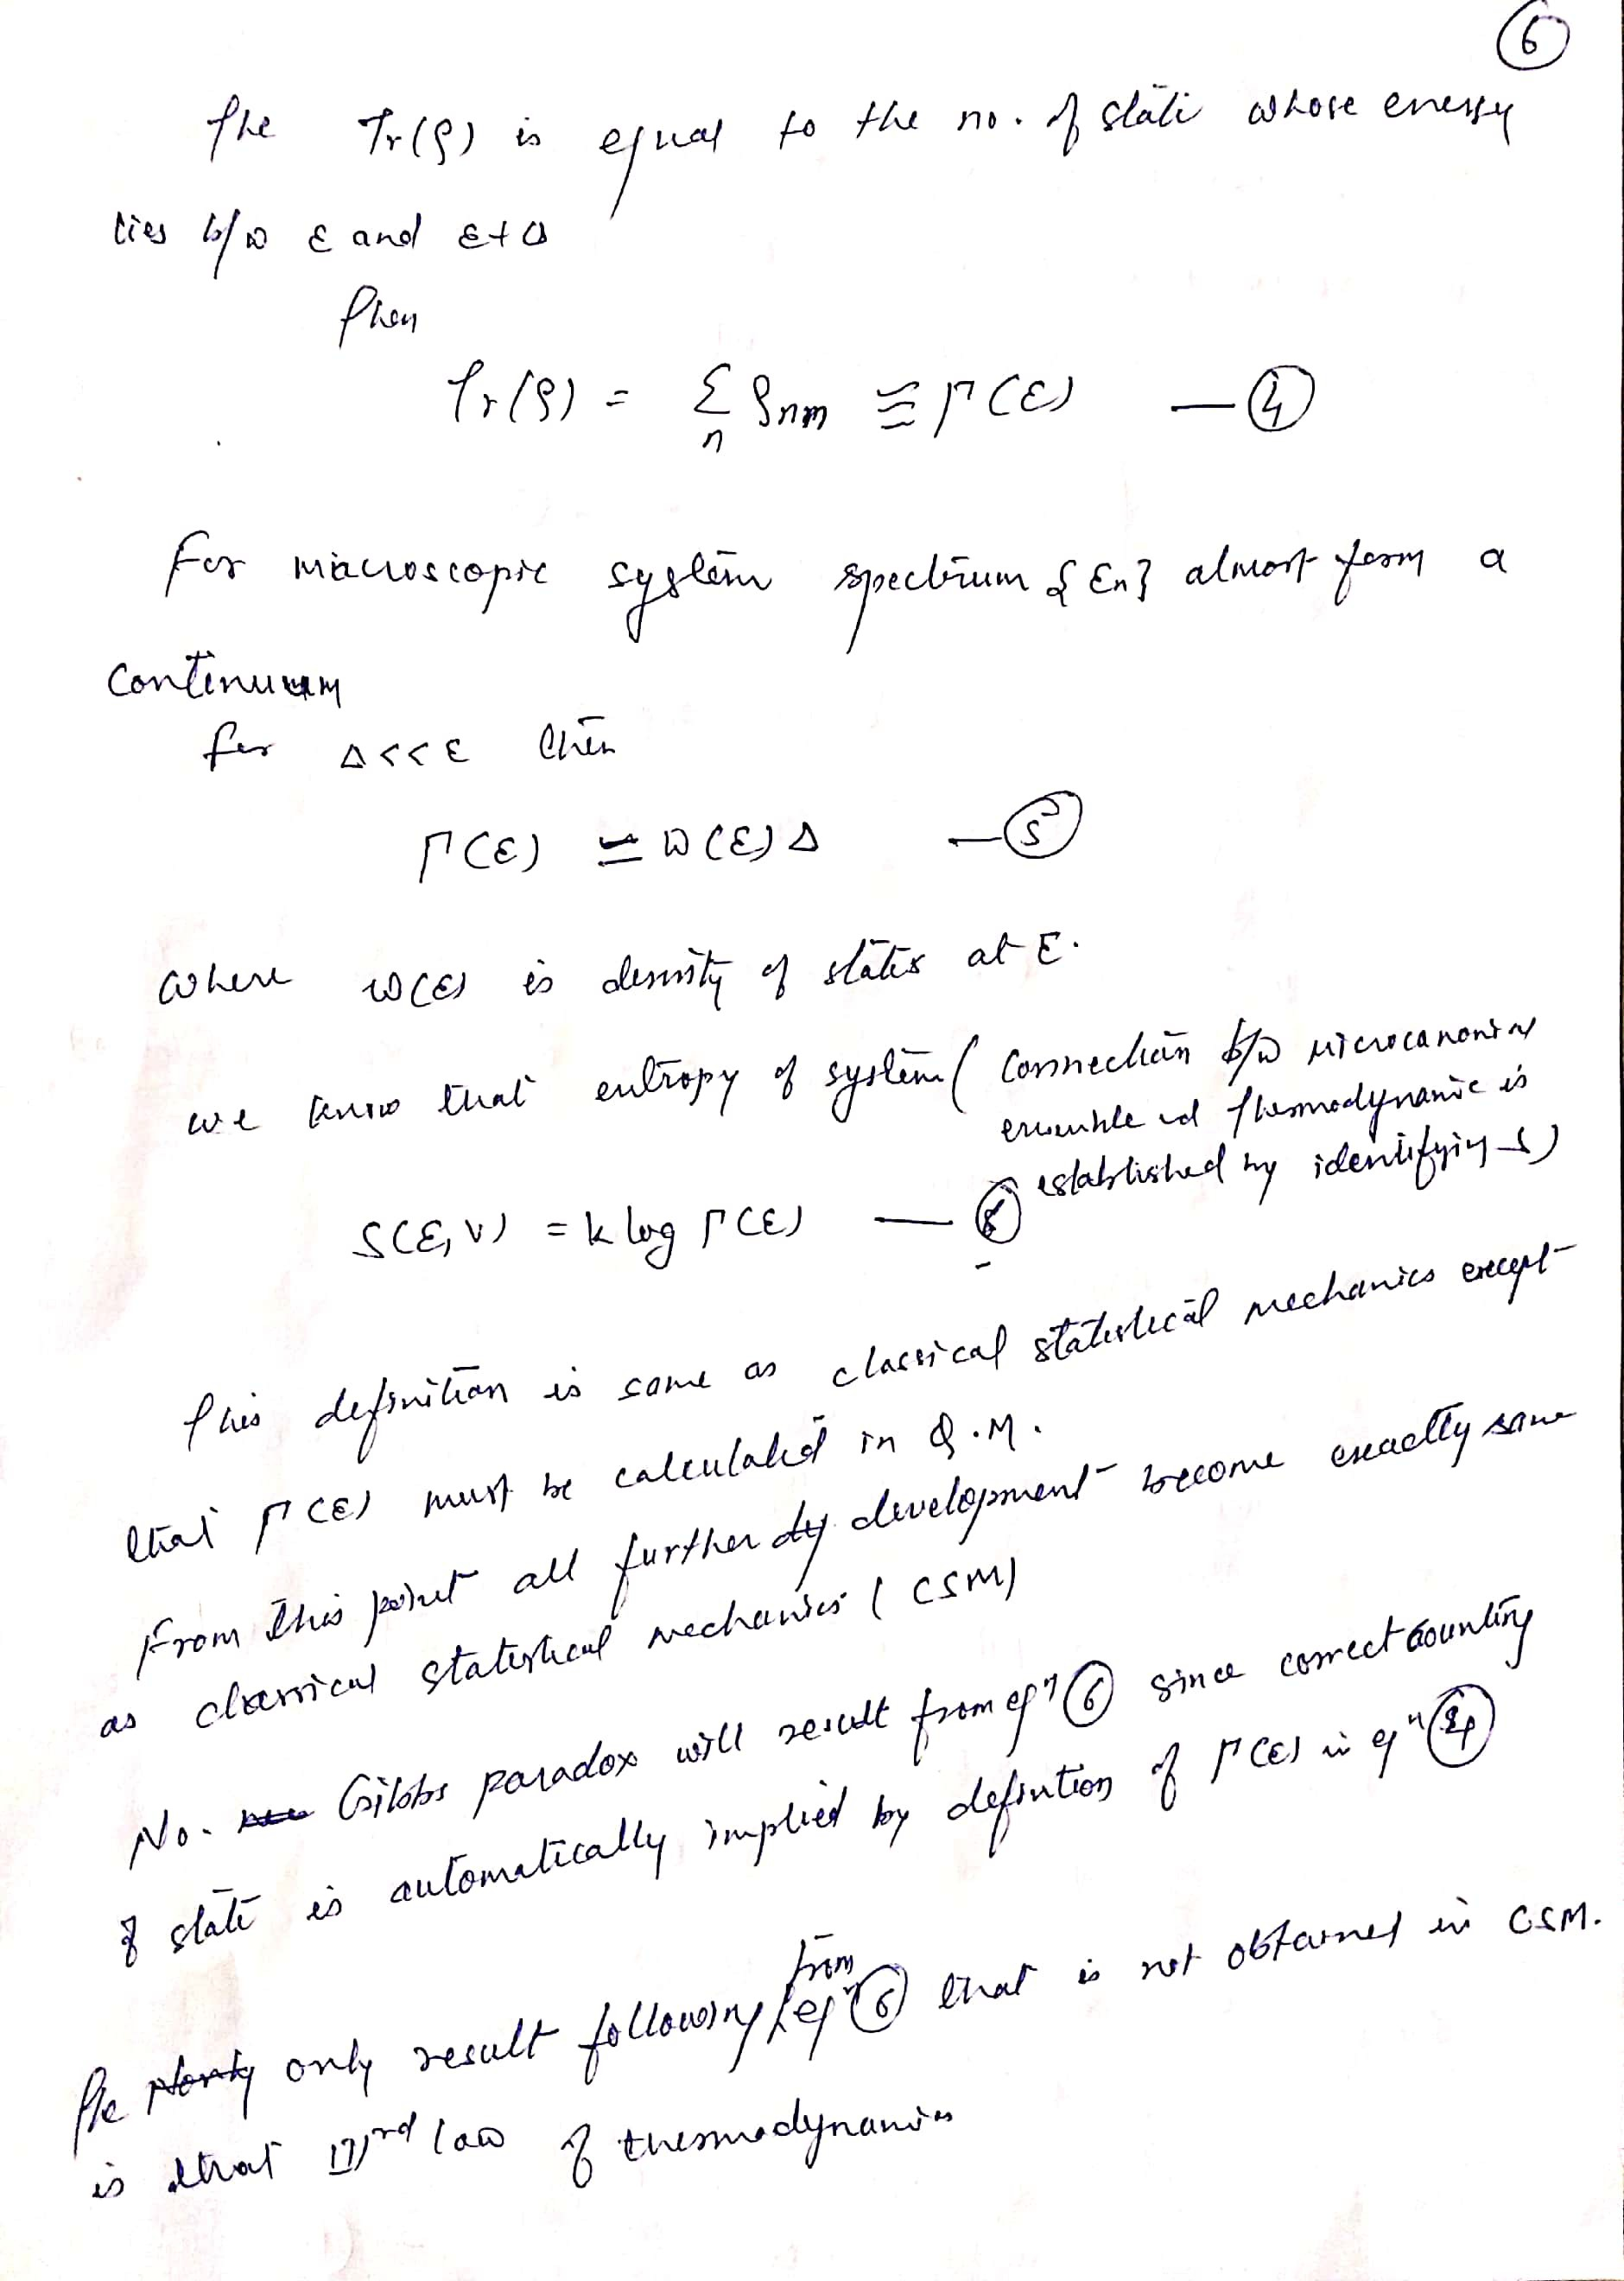 6
The Tr(ρ) is equal to the no. of state whose energy
lies b/w ε and ε+Δ
Then
Tr(ρ) = Σ_n ρnm ≅ Γ(ε) — 4
For macroscopic system spectrum {εn} almost form a
continuum
for Δ<<ε then
Γ(ε) ≃ ω(ε)Δ — 5
where ω(ε) is density of states at ε.
we know that entropy of system ( connection b/w microcanonical
ensemble and thermodynamic is
established by identifying s)
S(ε, v) = k log Γ(ε) — 6
This definition is same as classical statistical mechanics except
that Γ(ε) must be calculated in Q.M.
From this point all further development become exactly same
as classical statistical mechanics ( CSM)
No. Gibbs paradox will result from eqn 6 since correct counting
of state is automatically implied by defintion of Γ(ε) in eqn 4
The only result following from eqn 6 that is not obtained in CSM.
is that IIIrd law of thermodynamics